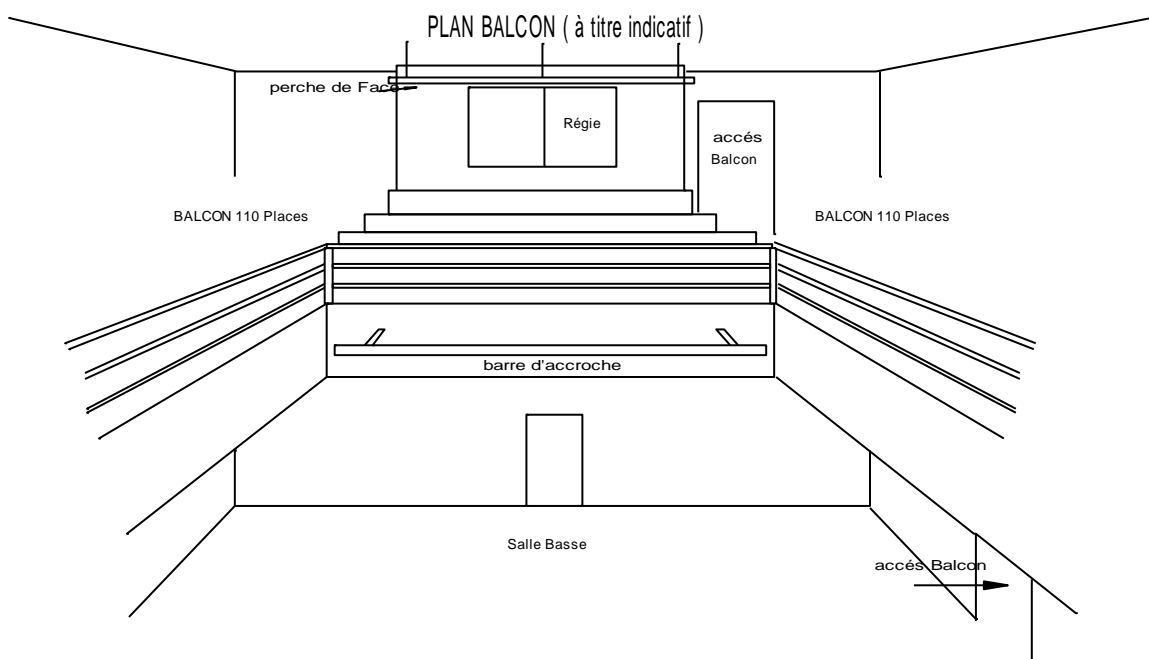 PLAN BALCON ( à titre indicatif )
perche de Face
Régie
accés
Balcon
BALCON 110 Places
BALCON 110 Places
barre d'accroche
Salle Basse
accés Balcon